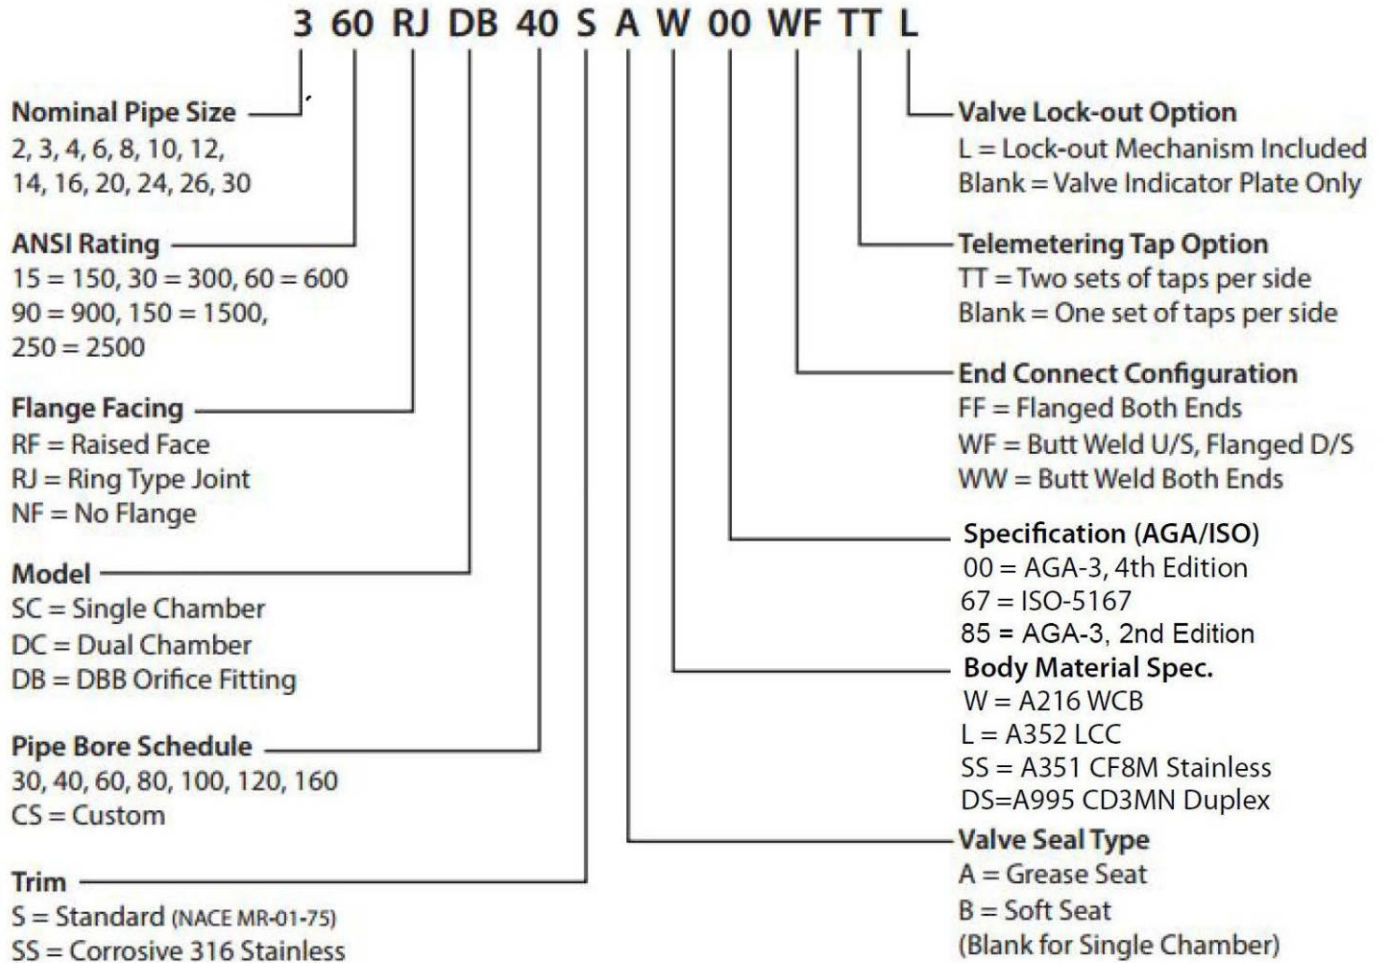 3 60 RJ DB 40 S A W 00 WF TT L
Nominal Pipe Size
2, 3, 4, 6, 8, 10, 12,
14, 16, 20, 24, 26, 30
ANSI Rating
15 = 150, 30 = 300, 60 = 600
90 = 900, 150 = 1500,
250 = 2500
Flange Facing
RF = Raised Face
RJ = Ring Type Joint
NF = No Flange
Model
SC = Single Chamber
DC = Dual Chamber
DB = DBB Orifice Fitting
Pipe Bore Schedule
30, 40, 60, 80, 100, 120, 160
CS = Custom
Trim
S = Standard (NACE MR-01-75)
SS = Corrosive 316 Stainless
Valve Lock-out Option
L = Lock-out Mechanism Included
Blank = Valve Indicator Plate Only
Telemetering Tap Option
TT = Two sets of taps per side
Blank = One set of taps per side
End Connect Configuration
FF = Flanged Both Ends
WF = Butt Weld U/S, Flanged D/S
WW = Butt Weld Both Ends
Specification (AGA/ISO)
00 = AGA-3, 4th Edition
67 = ISO-5167
85 = AGA-3, 2nd Edition
Body Material Spec.
W = A216 WCB
L = A352 LCC
SS = A351 CF8M Stainless
DS=A995 CD3MN Duplex
Valve Seal Type
A = Grease Seat
B = Soft Seat
(Blank for Single Chamber)